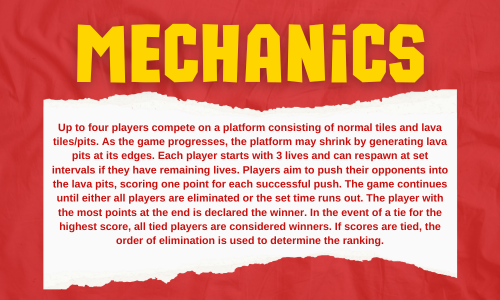 MECHANiCS
Up to four players compete on a platform consisting of normal tiles and lava
tiles/pits. As the game progresses, the platform may shrink by generating lava
pits at its edges. Each player starts with 3 lives and can respawn at set
intervals if they have remaining lives. Players aim to push their opponents into
the lava pits, scoring one point for each successful push. The game continues
until either all players are eliminated or the set time runs out. The player with
the most points at the end is declared the winner. In the event of a tie for the
highest score, all tied players are considered winners. If scores are tied, the
order of elimination is used to determine the ranking.